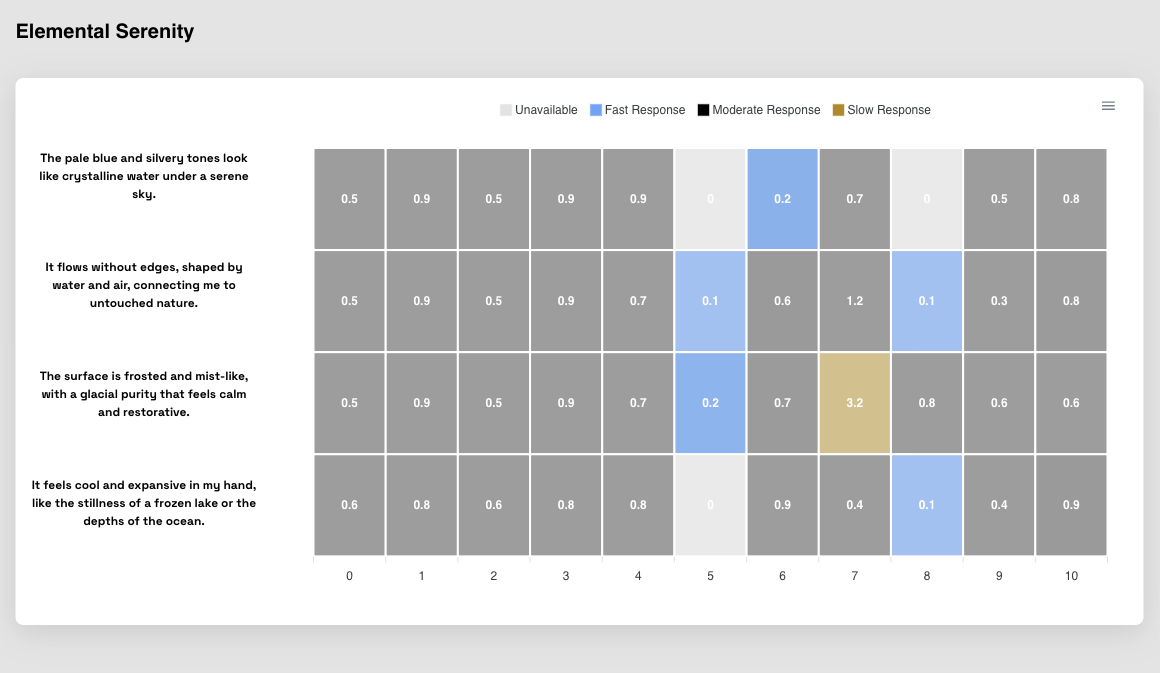 Elemental Serenity
Unavailable Fast Response Moderate Response Slow Response
The pale blue and silvery tones look
like crystalline water under a serene
sky.
0.5 0.9 0.5 0.9 0.9 0 0.2 0.7 0 0.5 0.8
It flows without edges, shaped by
water and air, connecting me to
untouched nature.
0.5 0.9 0.5 0.9 0.7 0.1 0.6 1.2 0.1 0.3 0.8
The surface is frosted and mist-like,
with a glacial purity that feels calm
and restorative.
0.5 0.9 0.5 0.9 0.7 0.2 0.7 3.2 0.8 0.6 0.6
It feels cool and expansive in my hand,
like the stillness of a frozen lake or the
depths of the ocean.
0.6 0.8 0.6 0.8 0.8 0 0.9 0.4 0.1 0.4 0.9
0 1 2 3 4 5 6 7 8 9 10